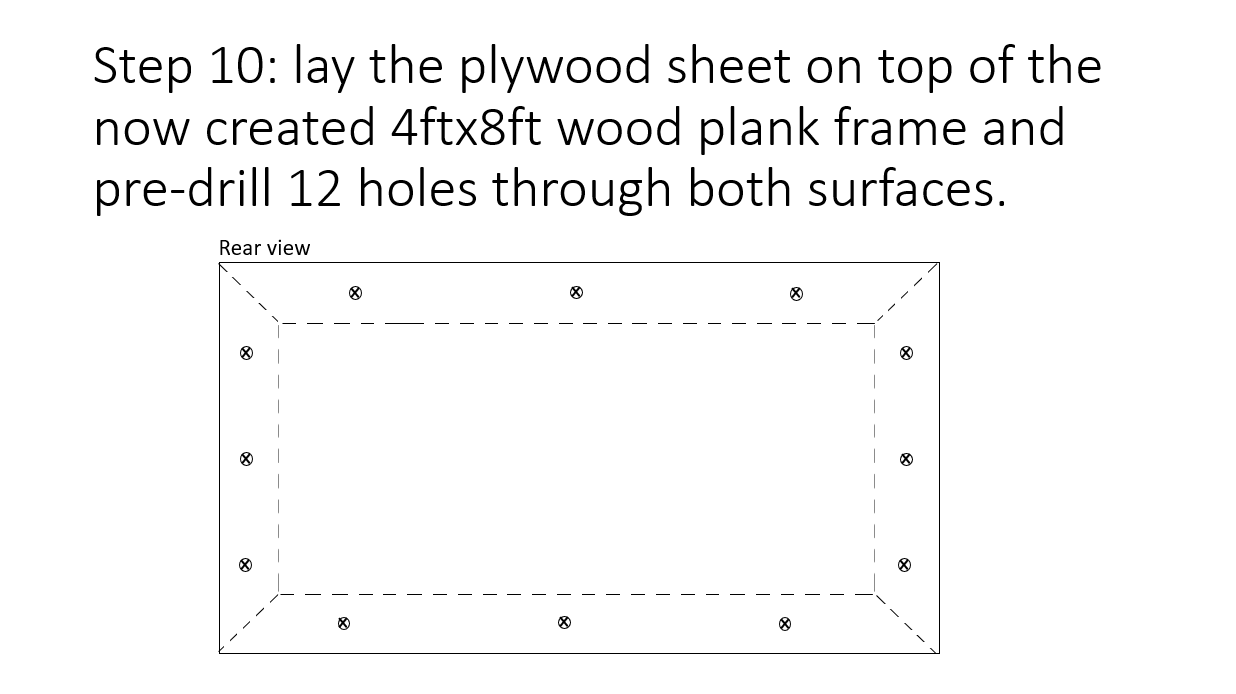 Step 10: lay the plywood sheet on top of the
now created 4ftx8ft wood plank frame and
pre-drill 12 holes through both surfaces.
Rear view